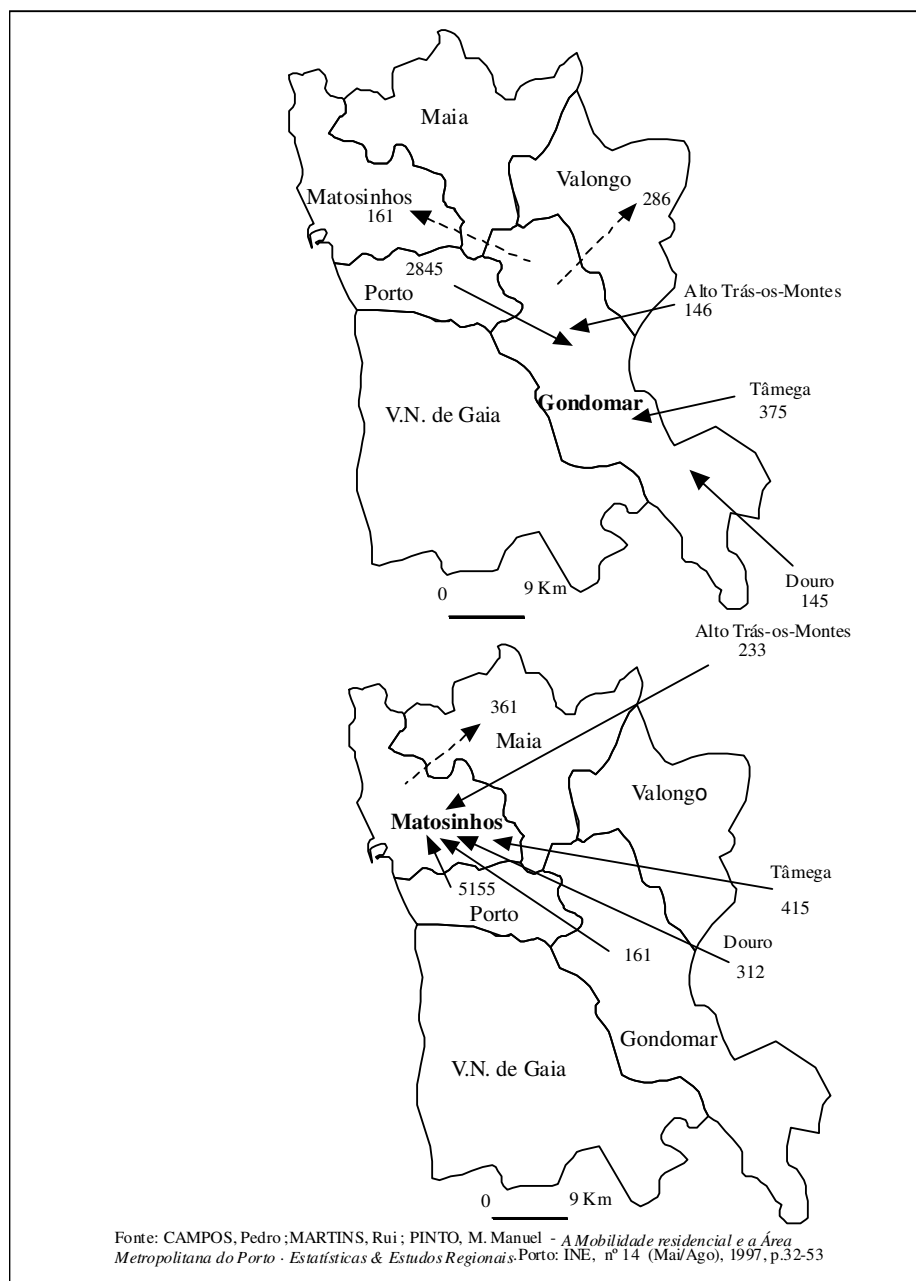 Maia
Valongo
286
Matosinhos
161
2845
Porto
Alto Trás-os-Montes
146
Tâmega
375
Gondomar
V.N. de Gaia
Douro
145
0 9 Km
Alto Trás-os-Montes
233
361
Maia
Valongo
Matosinhos
Tâmega
415
5155
Porto
Douro
312
161
Gondomar
V.N. de Gaia
0 9 Km
Fonte: CAMPOS, Pedro ;MARTINS, Rui ; PINTO, M. Manuel - A Mobilidade residencial e a Área
Metropolitana do Porto - Estatísticas & Estudos Regionais.Porto: INE, nº 14 (Mai/Ago), 1997, p.32-53